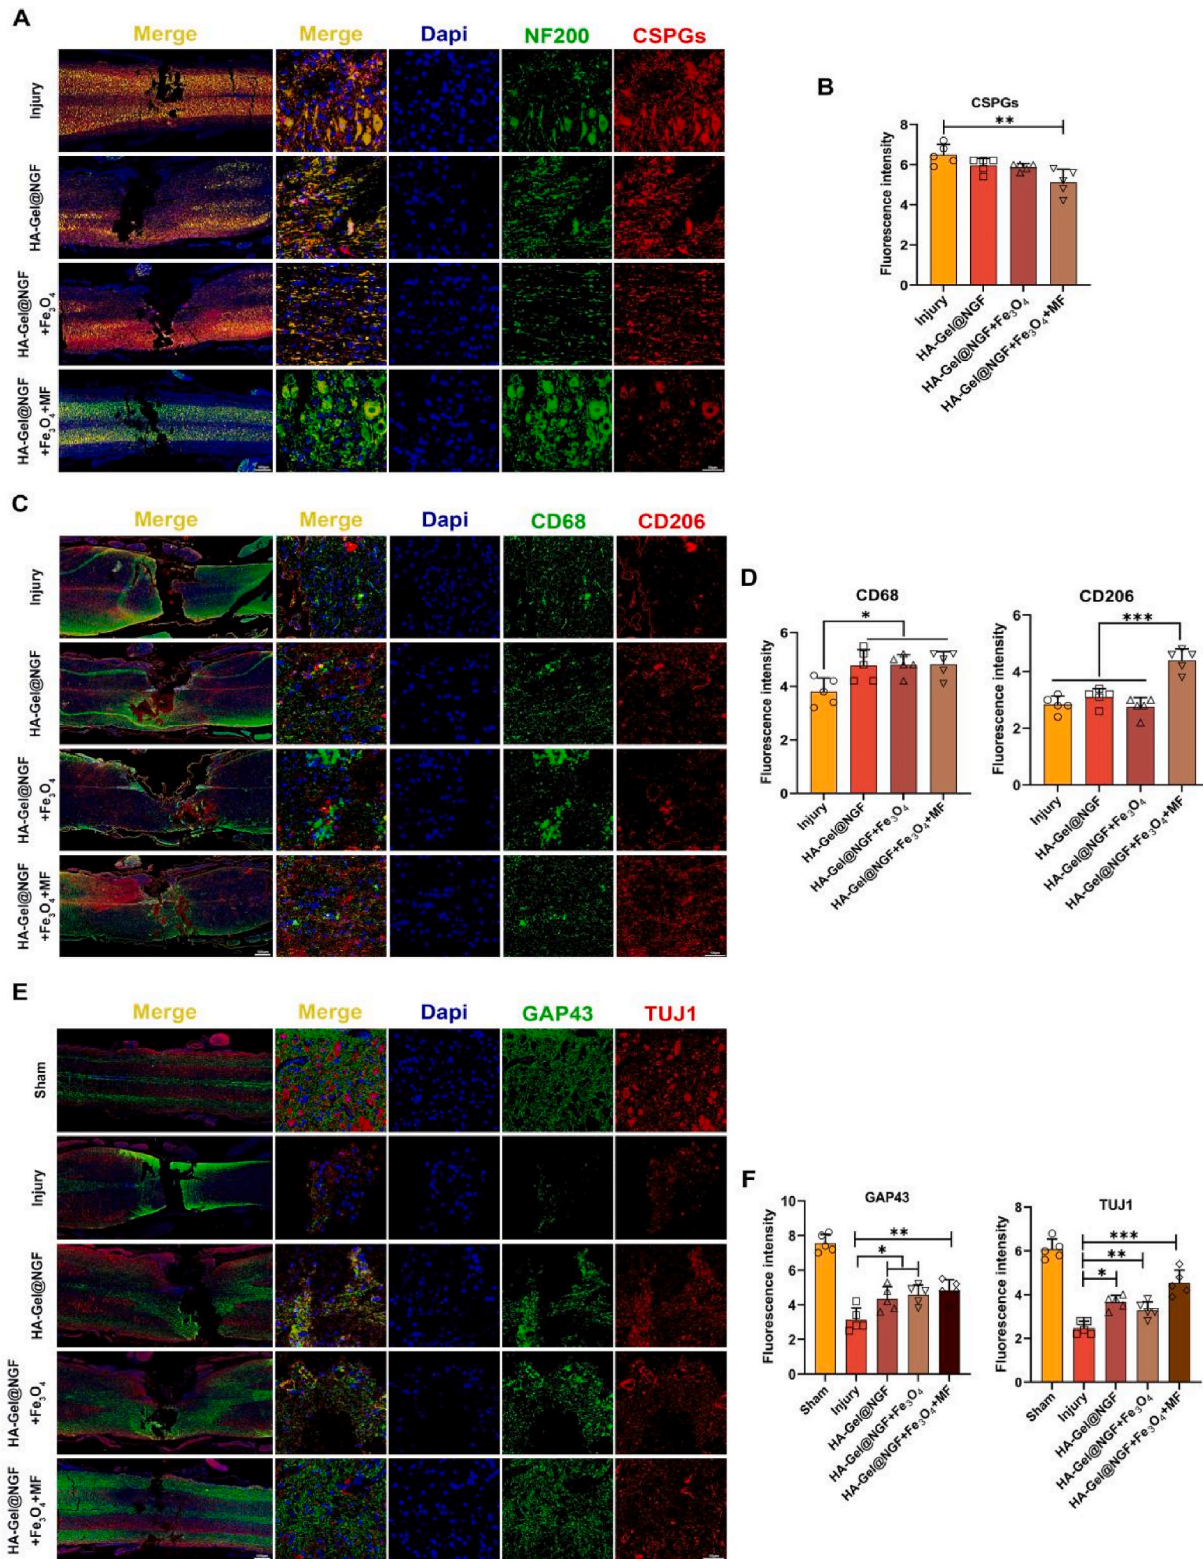 A
Merge Merge Dapi NF200 CSPGs
Injury
HA-Gel@NGF
HA-Gel@NGF
+Fe₃O₄
HA-Gel@NGF
+Fe₃O₄+MF
B
CSPGs
**
Fluorescence intensity
8
6
4
2
0
Injury
HA-Gel@NGF
HA-Gel@NGF+Fe₃O₄
HA-Gel@NGF+Fe₃O₄+MF
C
Merge Merge Dapi CD68 CD206
Injury
HA-Gel@NGF
HA-Gel@NGF
+Fe₃O₄
HA-Gel@NGF
+Fe₃O₄+MF
D
CD68
*
Fluorescence intensity
6
4
2
0
Injury
HA-Gel@NGF
HA-Gel@NGF+Fe₃O₄
HA-Gel@NGF+Fe₃O₄+MF
CD206
***
Fluorescence intensity
6
4
2
0
Injury
HA-Gel@NGF
HA-Gel@NGF+Fe₃O₄
HA-Gel@NGF+Fe₃O₄+MF
E
Merge Merge Dapi GAP43 TUJ1
Sham
Injury
HA-Gel@NGF
HA-Gel@NGF
+Fe₃O₄
HA-Gel@NGF
+Fe₃O₄+MF
F
GAP43
**
*
Fluorescence intensity
10
8
6
4
2
0
Sham
Injury
HA-Gel@NGF
HA-Gel@NGF+Fe₃O₄
HA-Gel@NGF+Fe₃O₄+MF
TUJ1
***
**
*
Fluorescence intensity
8
6
4
2
0
Sham
Injury
HA-Gel@NGF
HA-Gel@NGF+Fe₃O₄
HA-Gel@NGF+Fe₃O₄+MF